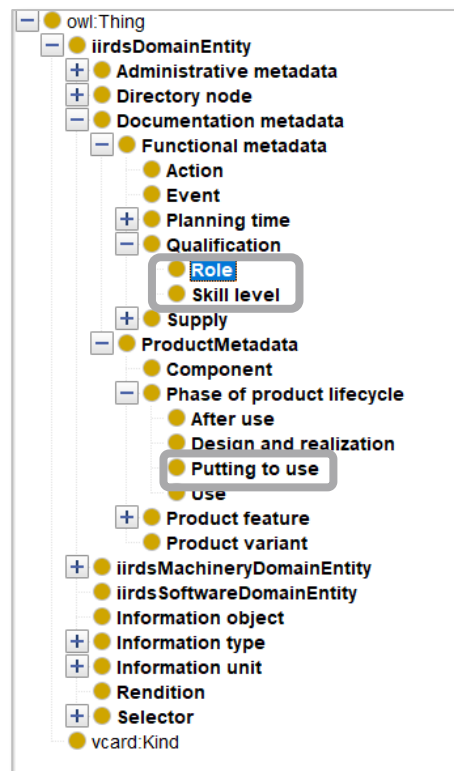 owl:Thing
iirdsDomainEntity
Administrative metadata
Directory node
Documentation metadata
Functional metadata
Action
Event
Planning time
Qualification
Role
Skill level
Supply
ProductMetadata
Component
Phase of product lifecycle
After use
Design and realization
Putting to use
Use
Product feature
Product variant
iirdsMachineryDomainEntity
iirdsSoftwareDomainEntity
Information object
Information type
Information unit
Rendition
Selector
vcard:Kind